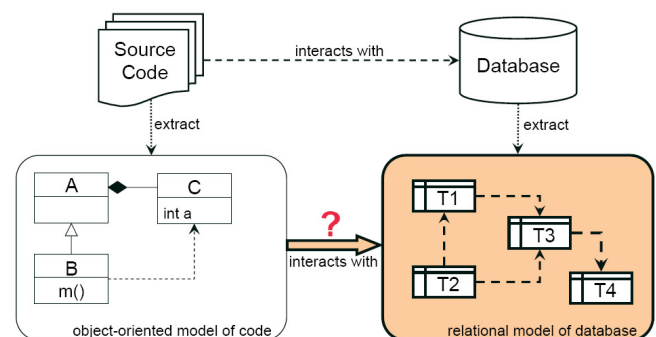 Source
Code
interacts with
Database
extract
extract
A
C
int a
B
m()
object-oriented model of code
?
interacts with
T1
T3
T2
T4
relational model of database